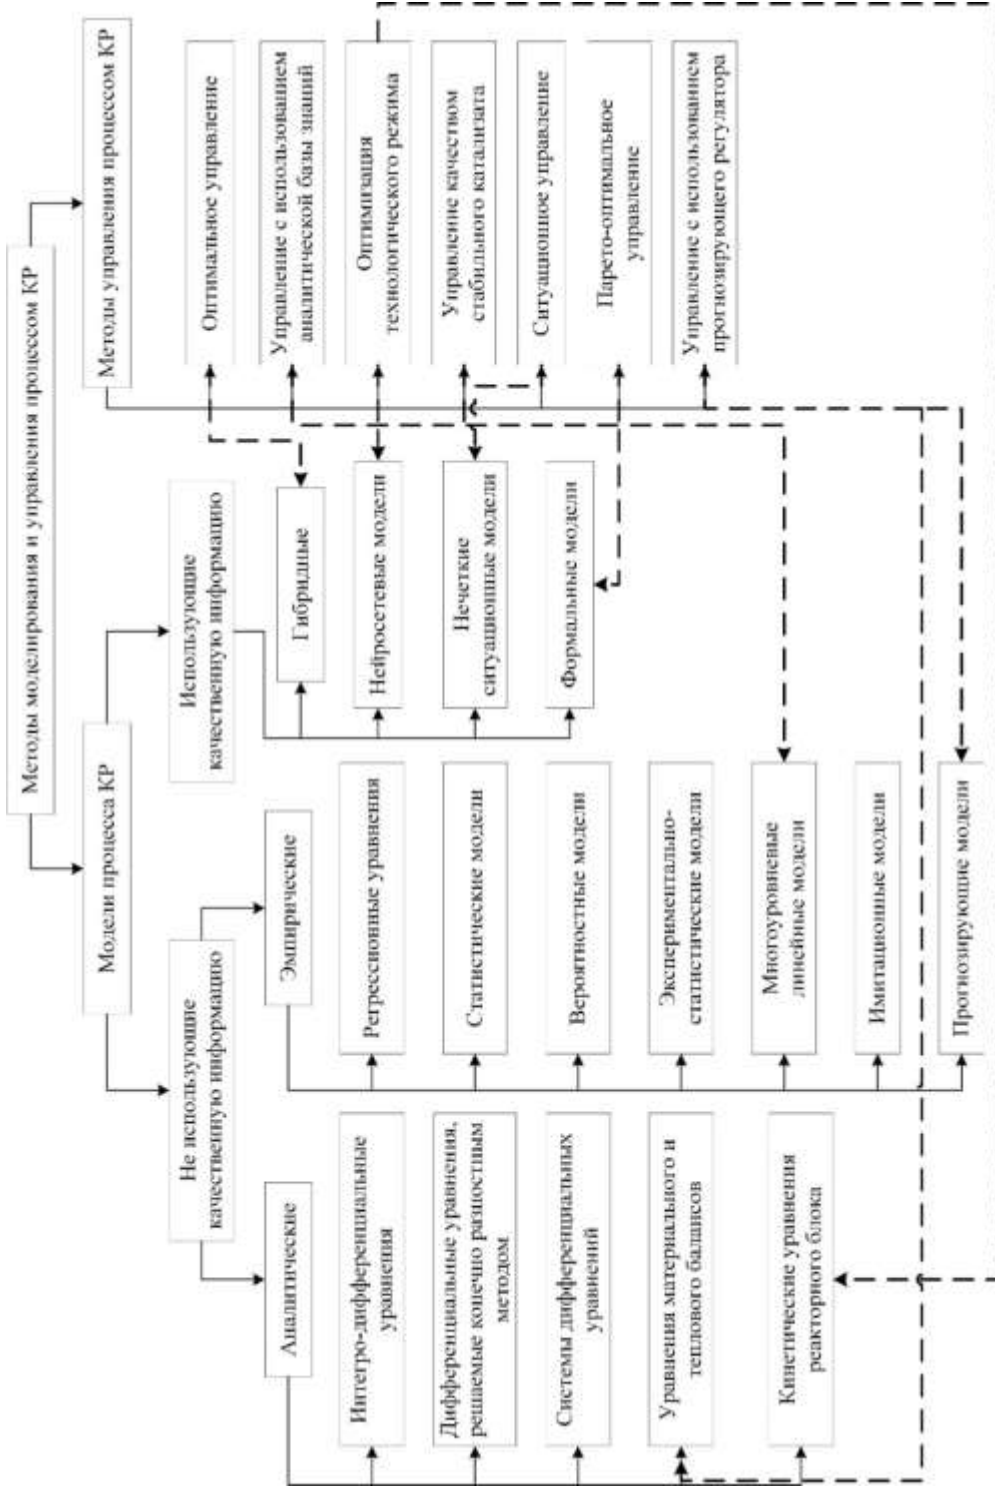 Методы моделирования и управления процессом КР
Модели процесса КР
Методы управления процессом КР
Не использующие
качественную информацию
Использующие
качественную информацию
Аналитические
Эмпирические
Интегро-дифференциальные
уравнения
Дифференциальные уравнения,
решаемые конечно разностным
методом
Системы дифференциальных
уравнений
Уравнения материального и
теплового балансов
Кинетические уравнения
реакторного блока
Регрессионные уравнения
Статистические модели
Вероятностные модели
Экспериментально-
статистические модели
Многоуровневые
линейные модели
Имитационные модели
Прогнозирующие модели
Гибридные
Нейросетевые модели
Нечеткие
ситуационные модели
Формальные модели
Оптимальное управление
Управление с использованием
аналитической базы знаний
Оптимизация
технологического режима
Управление качеством
стабильного катализата
Ситуационное управление
Парето-оптимальное
управление
Управление с использованием
прогнозирующего регулятора